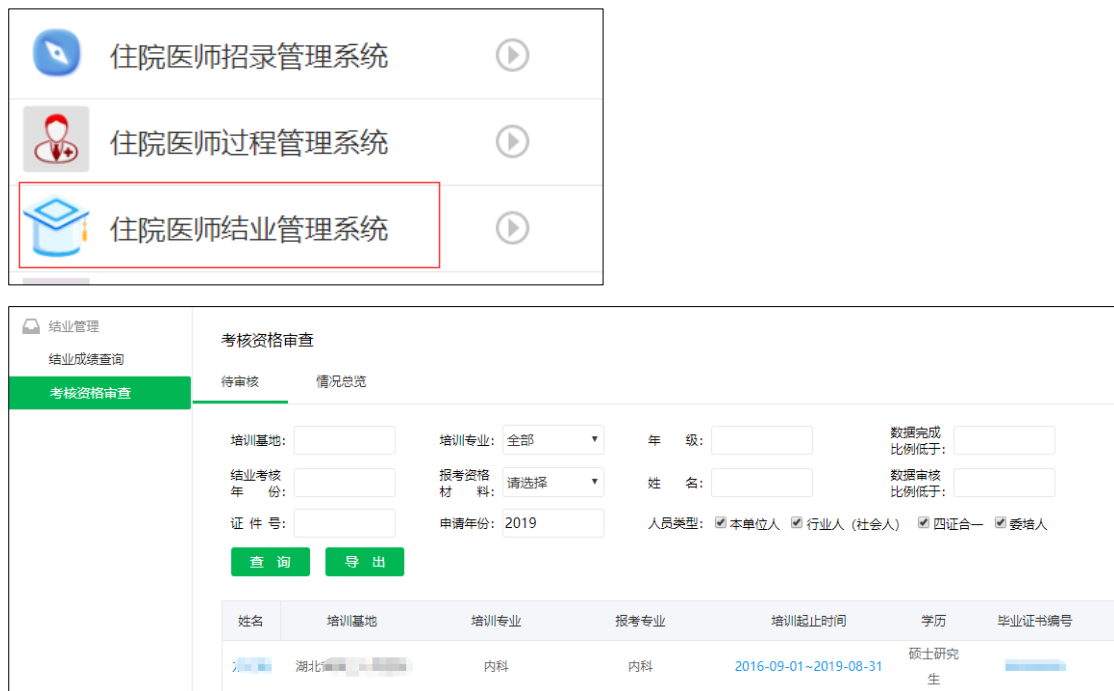 住院医师招录管理系统
住院医师过程管理系统
住院医师结业管理系统
结业管理
结业成绩查询
考核资格审查
考核资格审查
待审核 情况总览
培训基地: 培训专业: 全部 年 级: 数据完成
比例低于:
结业考核
年 份: 报考资格
材 料: 请选择 姓 名: 数据审核
比例低于:
证 件 号: 申请年份: 2019 人员类型: 本单位人 行业人（社会人） 四证合一 委培人
查 询 导 出
姓名 培训基地 培训专业 报考专业 培训起止时间 学历 毕业证书编号
湖北 内科 内科 2016-09-01~2019-08-31 硕士研究
生